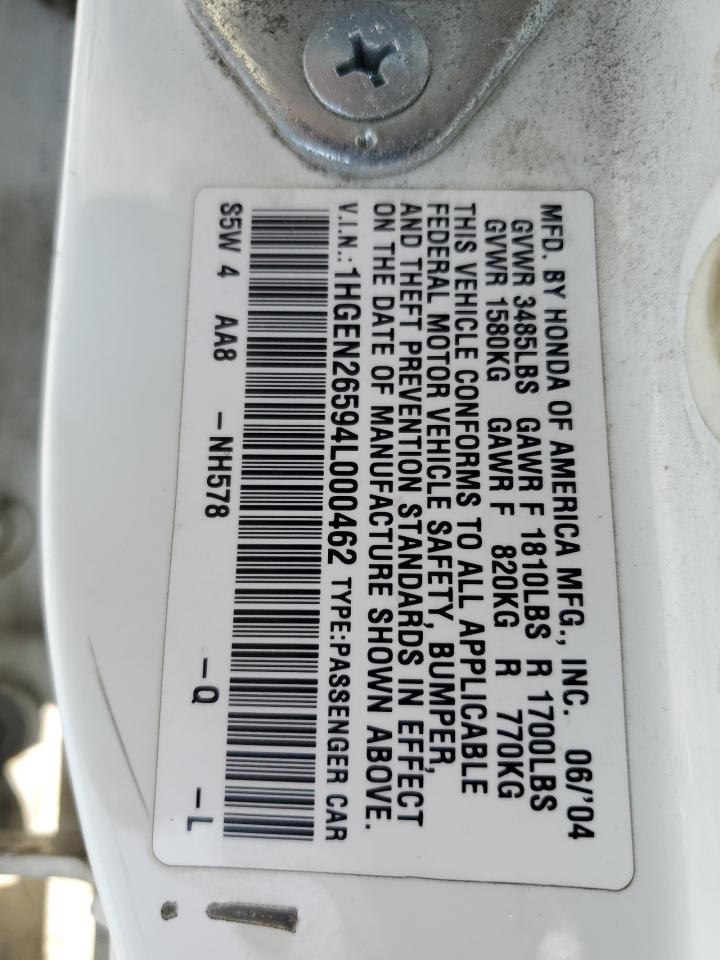 MFD. BY HONDA OF AMERICA MFG., INC. 06/'04
GVWR 3485LBS GAWR F 1810LBS R 1700LBS
GVWR 1580KG GAWR F 820KG R 770KG
THIS VEHICLE CONFORMS TO ALL APPLICABLE
FEDERAL MOTOR VEHICLE SAFETY, BUMPER,
AND THEFT PREVENTION STANDARDS IN EFFECT
ON THE DATE OF MANUFACTURE SHOWN ABOVE.
V.I.N.: 1HGEN26594L000462 TYPE:PASSENGER CAR
S5W 4 AA8 -NH578 -Q -L